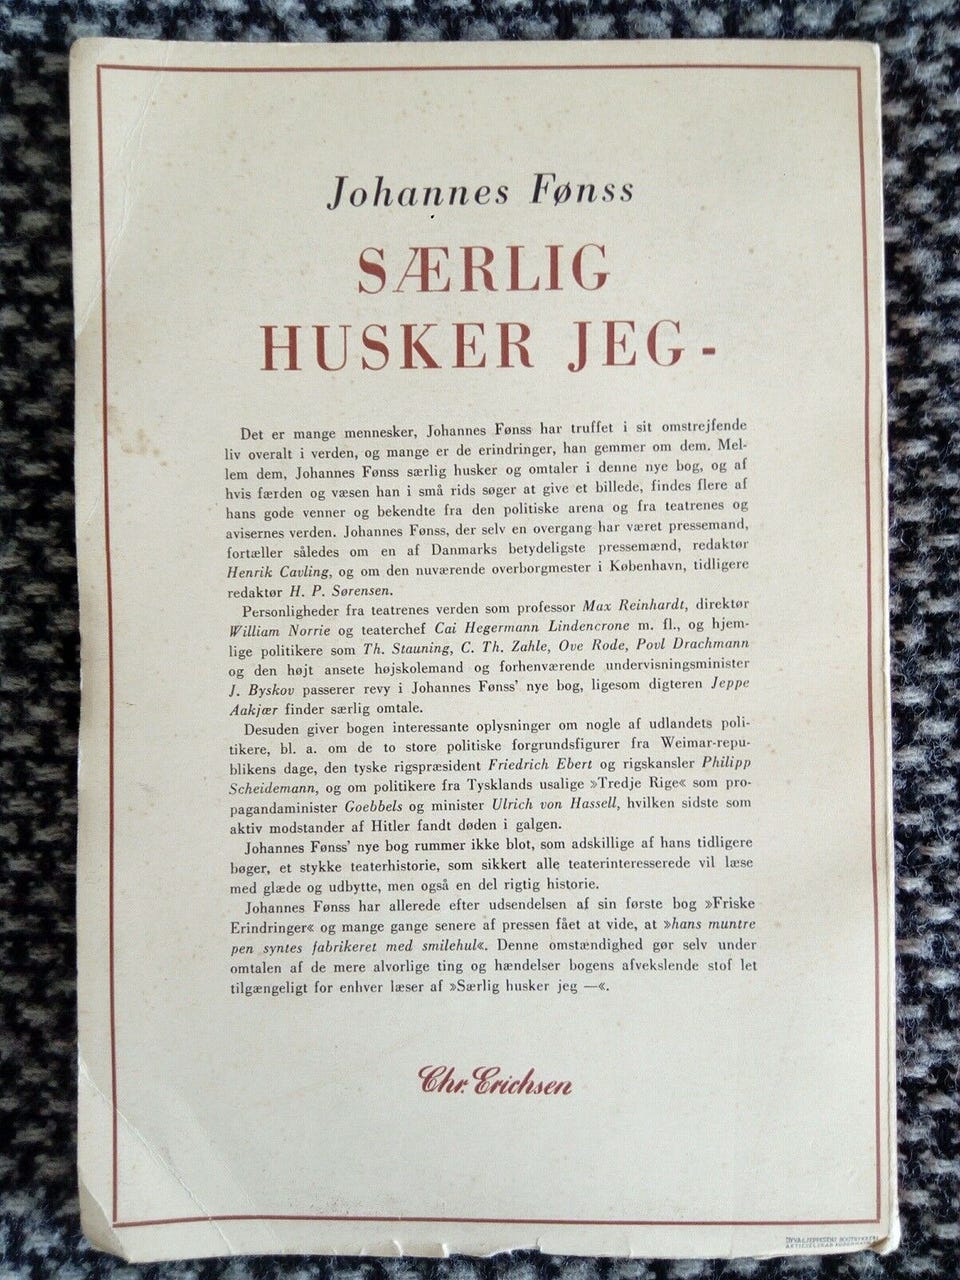 Johannes Fønss
SÆRLIG
HUSKER JEG -
Det er mange mennesker, Johannes Fønss har truffet i sit omstrejfende
liv overalt i verden, og mange er de erindringer, han gemmer om dem. Mel-
lem dem, Johannes Fønss særlig husker og omtaler i denne nye bog, og af
hvis færden og væsen han i små rids søger at give et billede, findes flere af
hans gode venner og bekendte fra den politiske arena og fra teatrenes og
avisernes verden. Johannes Fønss, der selv en overgang har været pressemand,
fortæller således om en af Danmarks betydeligste pressemænd, redaktør
Henrik Cavling, og om den nuværende overborgmester i København, tidligere
redaktør H. P. Sørensen.
Personligheder fra teatrenes verden som professor Max Reinhardt, direktør
William Norrie og teaterchef Cai Hegermann Lindencrone m. fl., og hjem-
lige politikere som Th. Stauning, C. Th. Zahle, Ove Rode, Povl Drachmann
og den højt ansete højskolemand og forhenværende undervisningsminister
J. Byskov passerer revy i Johannes Fønss' nye bog, ligesom digteren Jeppe
Aakjær finder særlig omtale.
Desuden giver bogen interessante oplysninger om nogle af udlandets poli-
tikere, bl. a. om de to store politiske forgrundsfigurer fra Weimar-repu-
blikens dage, den tyske rigspræsident Friedrich Ebert og rigskansler Philipp
Scheidemann, og om politikere fra Tysklands usalige »Tredje Rige« som pro-
pagandaminister Goebbels og minister Ulrich von Hassell, hvilken sidste som
aktiv modstander af Hitler fandt døden i galgen.
Johannes Fønss' nye bog rummer ikke blot, som adskillige af hans tidligere
bøger, et stykke teaterhistorie, som sikkert alle teaterinteresserede vil læse
med glæde og udbytte, men også en del rigtig historie.
Johannes Fønss har allerede efter udsendelsen af sin første bog »Friske
Erindringer« og mange gange senere af pressen fået at vide, at »hans muntre
pen syntes fabrikeret med smilehul«. Denne omstændighed gør selv under
omtalen af de mere alvorlige ting og hændelser bogens afvekslende stof let
tilgængeligt for enhver læser af »Særlig husker jeg —«.
Chr. Erichsen